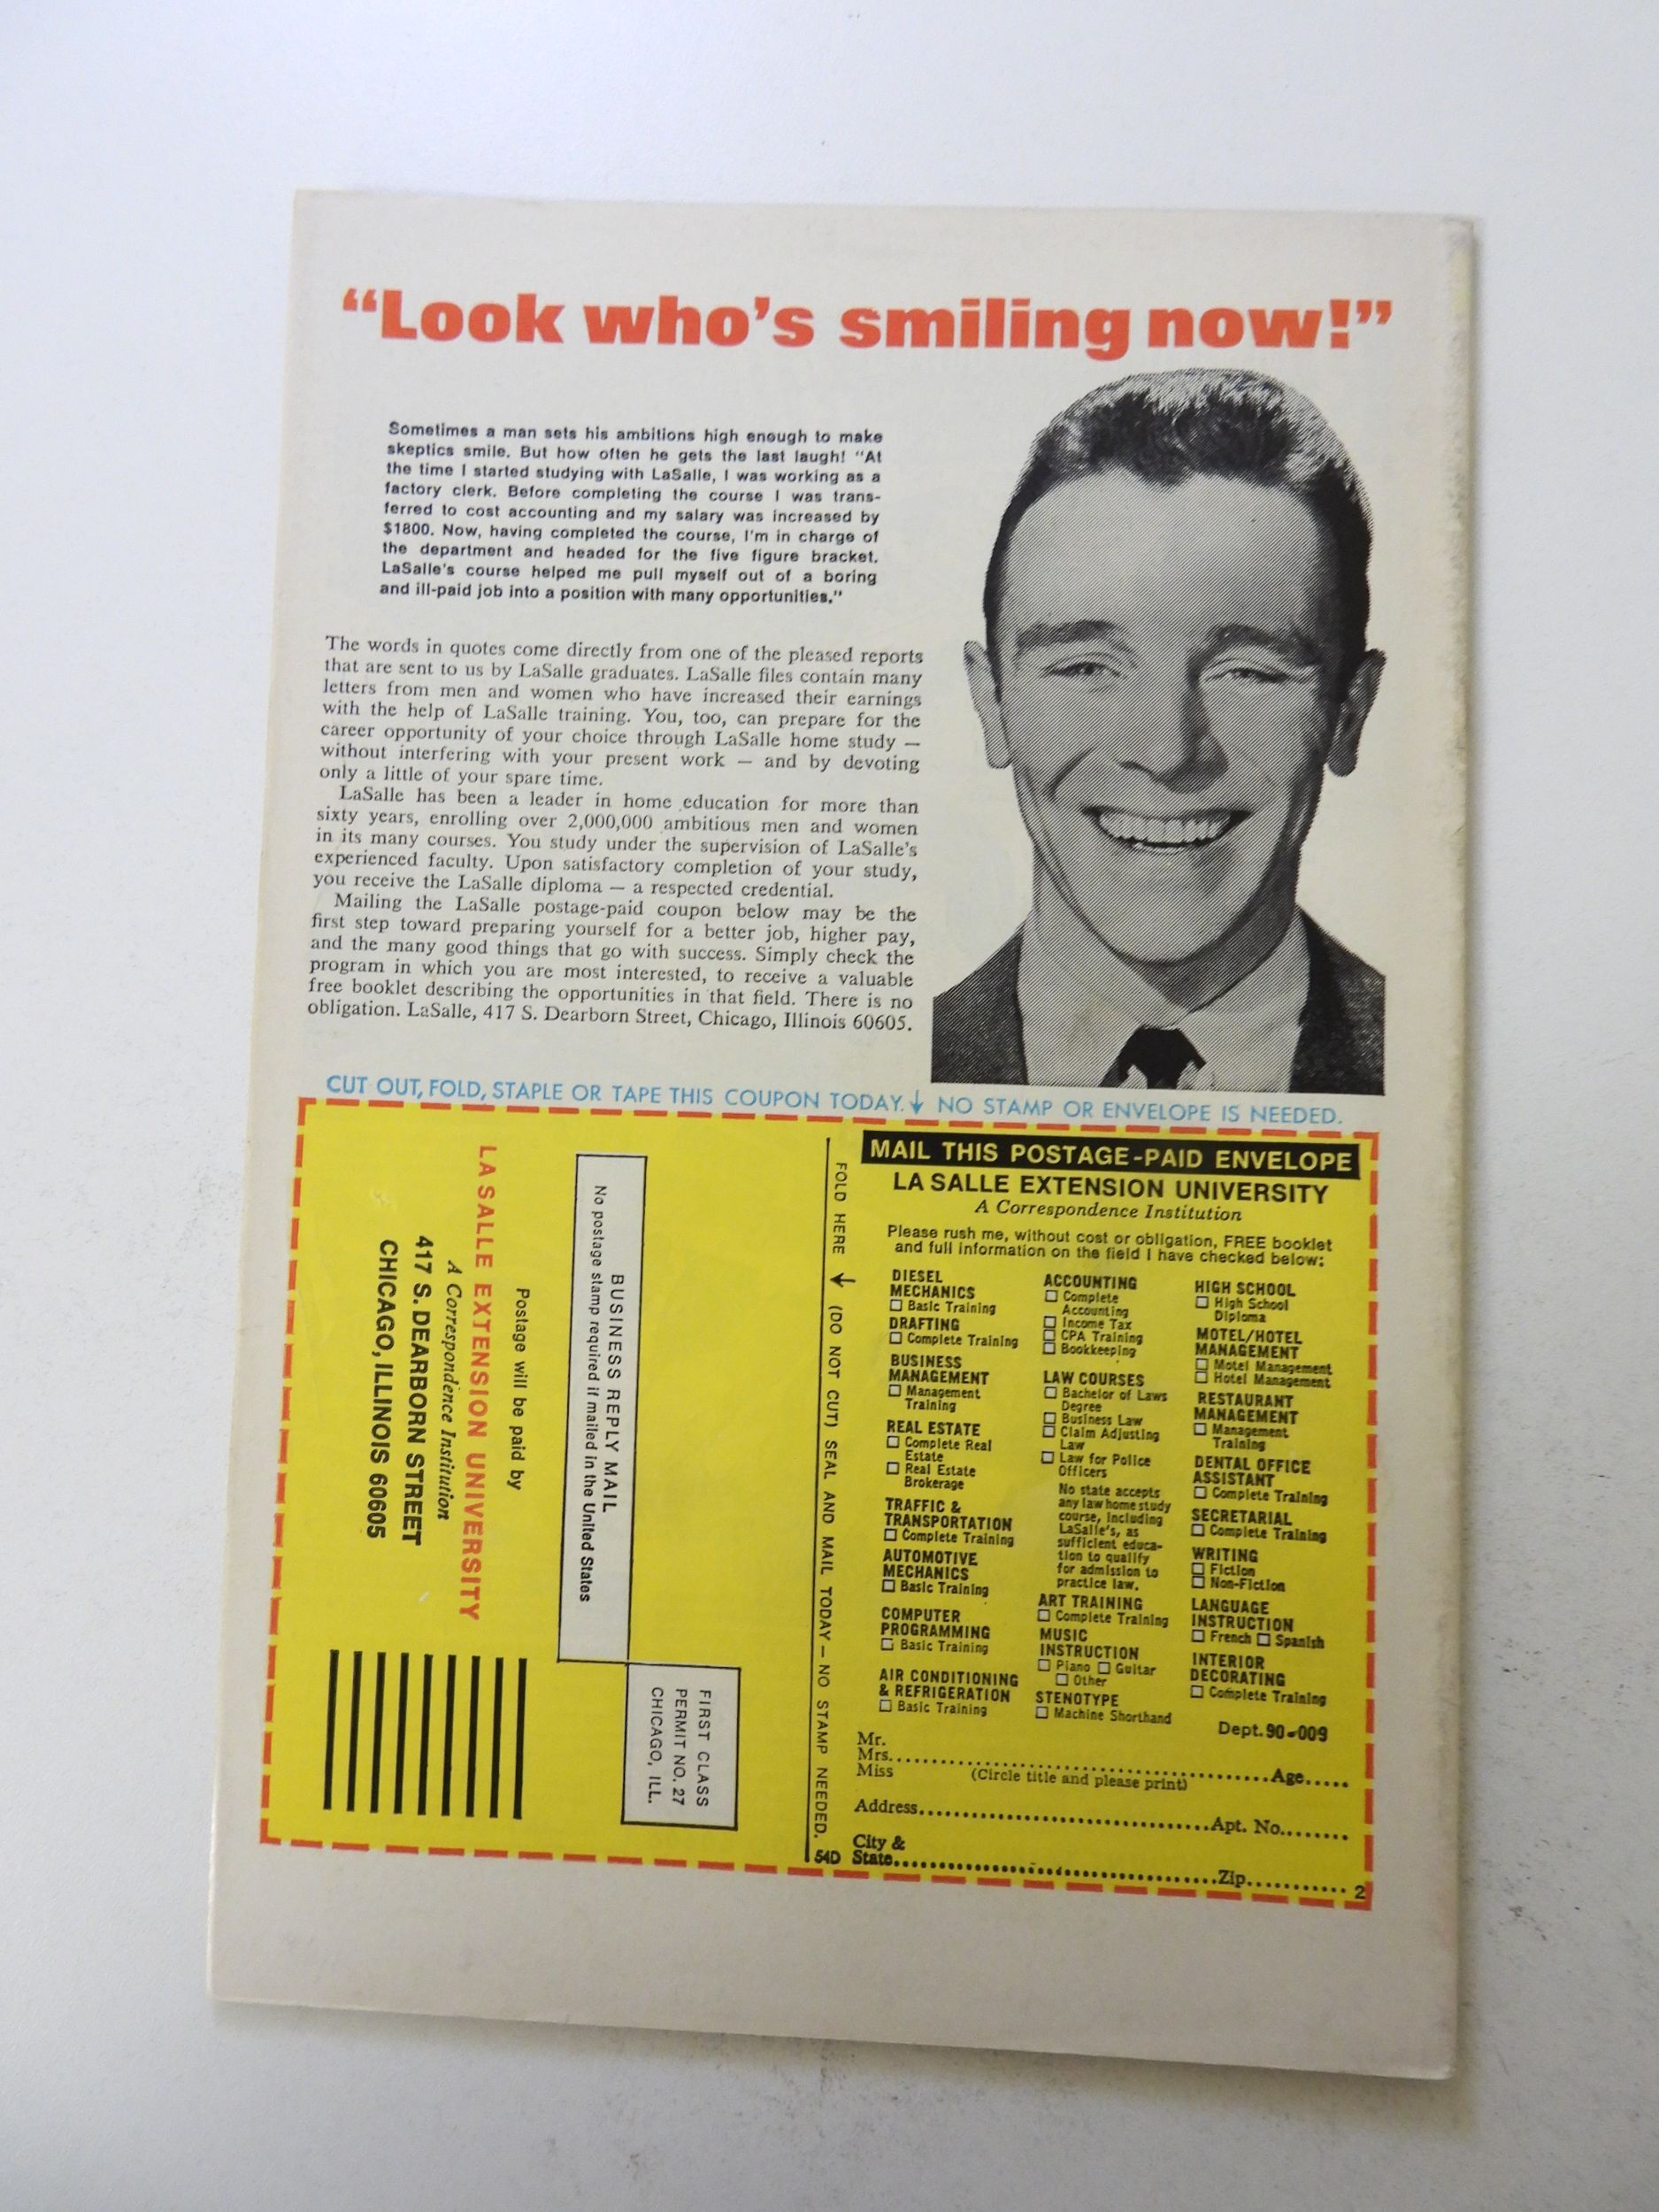 “Look who’s smiling now!”
Sometimes a man sets his ambitions high enough to make
skeptics smile. But how often he gets the last laugh! “At
the time I started studying with LaSalle, I was working as a
factory clerk. Before completing the course I was trans-
ferred to cost accounting and my salary was increased by
$1800. Now, having completed the course, I’m in charge of
the department and headed for the five figure bracket.
LaSalle’s course helped me pull myself out of a boring
and ill-paid job into a position with many opportunities.”
The words in quotes come directly from one of the pleased reports
that are sent to us by LaSalle graduates. LaSalle files contain many
letters from men and women who have increased their earnings
with the help of LaSalle training. You, too, can prepare for the
career opportunity of your choice through LaSalle home study —
without interfering with your present work — and by devoting
only a little of your spare time.
LaSalle has been a leader in home education for more than
sixty years, enrolling over 2,000,000 ambitious men and women
in its many courses. You study under the supervision of LaSalle’s
experienced faculty. Upon satisfactory completion of your study,
you receive the LaSalle diploma — a respected credential.
Mailing the LaSalle postage-paid coupon below may be the
first step toward preparing yourself for a better job, higher pay,
and the many good things that go with success. Simply check the
program in which you are most interested, to receive a valuable
free booklet describing the opportunities in that field. There is no
obligation. LaSalle, 417 S. Dearborn Street, Chicago, Illinois 60605.
CUT OUT, FOLD, STAPLE OR TAPE THIS COUPON TODAY. ↓ NO STAMP OR ENVELOPE IS NEEDED.
FIRST CLASS
PERMIT NO. 27
CHICAGO, ILL.
BUSINESS REPLY MAIL
No postage stamp required if mailed in the United States
Postage will be paid by
LA SALLE EXTENSION UNIVERSITY
A Correspondence Institution
417 S. DEARBORN STREET
CHICAGO, ILLINOIS 60605
FOLD HERE → (DO NOT CUT) SEAL AND MAIL TODAY — NO STAMP NEEDED.
54D
MAIL THIS POSTAGE-PAID ENVELOPE
LA SALLE EXTENSION UNIVERSITY
A Correspondence Institution
Please rush me, without cost or obligation, FREE booklet
and full information on the field I have checked below:
DIESEL
MECHANICS
☐ Basic Training
DRAFTING
☐ Complete Training
BUSINESS
MANAGEMENT
☐ Management
Training
REAL ESTATE
☐ Complete Real
Estate
☐ Real Estate
Brokerage
TRAFFIC &
TRANSPORTATION
☐ Complete Training
AUTOMOTIVE
MECHANICS
☐ Basic Training
COMPUTER
PROGRAMMING
☐ Basic Training
AIR CONDITIONING
& REFRIGERATION
☐ Basic Training
ACCOUNTING
☐ Complete
Accounting
☐ Income Tax
☐ CPA Training
☐ Bookkeeping
LAW COURSES
☐ Bachelor of Laws
Degree
☐ Business Law
☐ Claim Adjusting
Law
☐ Law for Police
Officers
No state accepts
any law home study
course, including
LaSalle’s, as
sufficient educa-
tion to qualify
for admission to
practice law.
ART TRAINING
☐ Complete Training
MUSIC
INSTRUCTION
☐ Piano ☐ Guitar
☐ Other
STENOTYPE
☐ Machine Shorthand
HIGH SCHOOL
☐ High School
Diploma
MOTEL/HOTEL
MANAGEMENT
☐ Motel Management
☐ Hotel Management
RESTAURANT
MANAGEMENT
☐ Management
Training
DENTAL OFFICE
ASSISTANT
☐ Complete Training
SECRETARIAL
☐ Complete Training
WRITING
☐ Fiction
☐ Non-Fiction
LANGUAGE
INSTRUCTION
☐ French ☐ Spanish
INTERIOR
DECORATING
☐ Complete Training
Dept. 90-009
Mr.
Mrs. Age
Miss (Circle title and please print)
Address Apt. No.
City &
State Zip 2